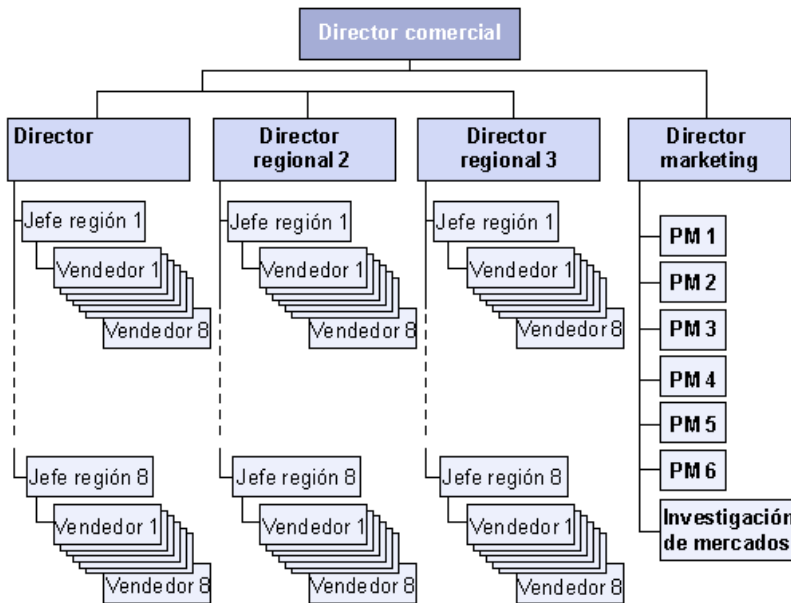 Director comercial
Director
Director
regional 2
Director
regional 3
Director
marketing
Jefe región 1
Vendedor 1
Vendedor 8
Jefe región 8
Vendedor 1
Vendedor 8
Jefe región 1
Vendedor 1
Vendedor 8
Jefe región 8
Vendedor 1
Vendedor 8
Jefe región 1
Vendedor 1
Vendedor 8
Jefe región 8
Vendedor 1
Vendedor 8
PM 1
PM 2
PM 3
PM 4
PM 5
PM 6
Investigación
de mercados